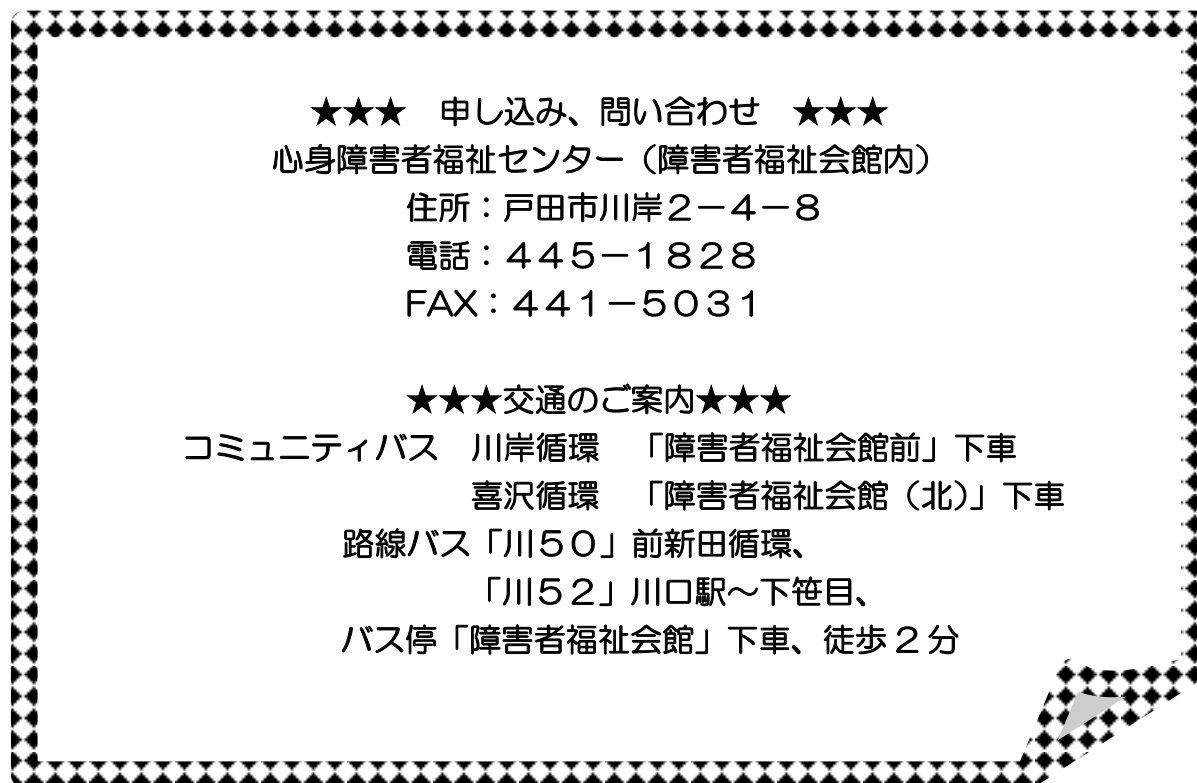 ★★★　申し込み、問い合わせ　★★★
心身障害者福祉センター（障害者福祉会館内）
住所：戸田市川岸２－４－８
電話：４４５－１８２８
FAX：４４１－５０３１
★★★交通のご案内★★★
コミュニティバス　川岸循環　「障害者福祉会館前」下車
喜沢循環　「障害者福祉会館（北）」下車
路線バス「川５０」前新田循環、
「川５２」川口駅～下笹目、
バス停「障害者福祉会館」下車、徒歩２分